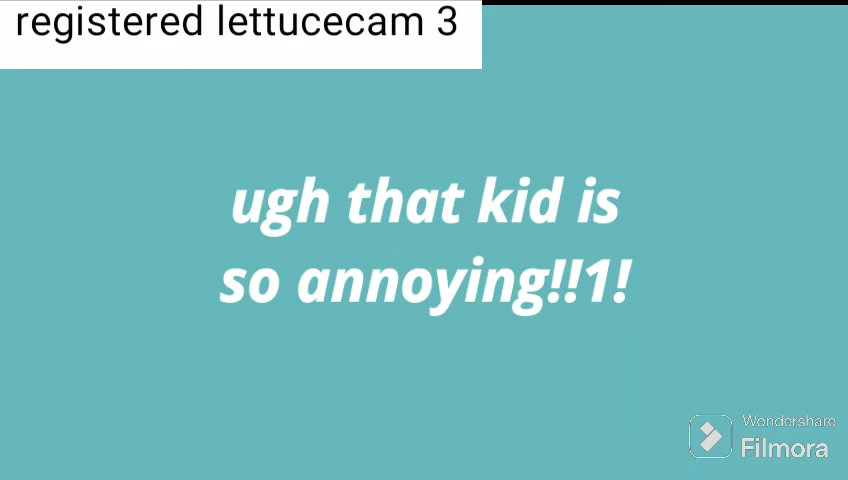 registered lettucecam 3
ugh that kid is
so annoying!!1!
Wondershare
Filmora